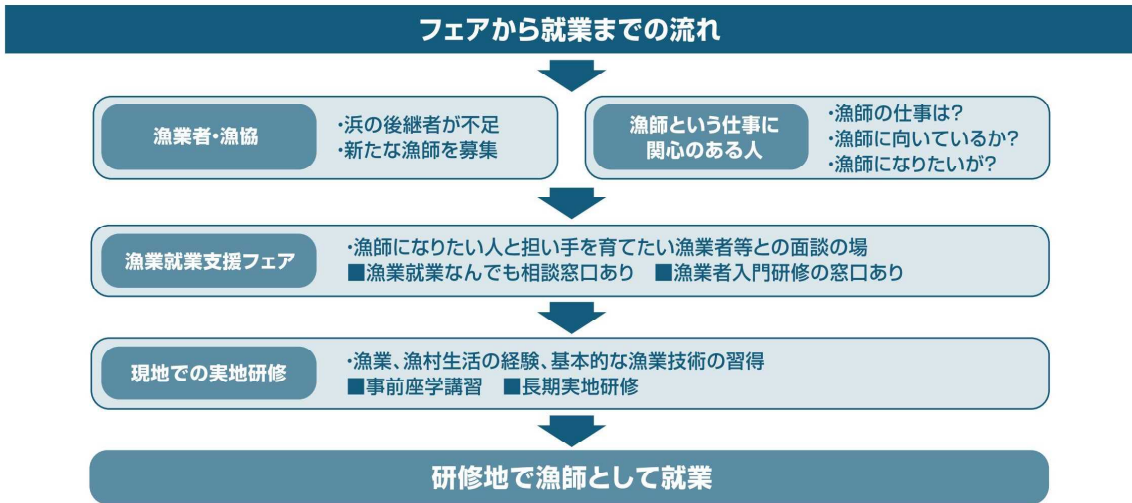 フェアから就業までの流れ
漁業者・漁協
・浜の後継者が不足
・新たな漁師を募集
漁師という仕事に
関心のある人
・漁師の仕事は?
・漁師に向いているか?
・漁師になりたいが?
漁業就業支援フェア
・漁師になりたい人と担い手を育てたい漁業者等との面談の場
■漁業就業なんでも相談窓口あり　■漁業者入門研修の窓口あり
現地での実地研修
・漁業、漁村生活の経験、基本的な漁業技術の習得
■事前座学講習　■長期実地研修
研修地で漁師として就業